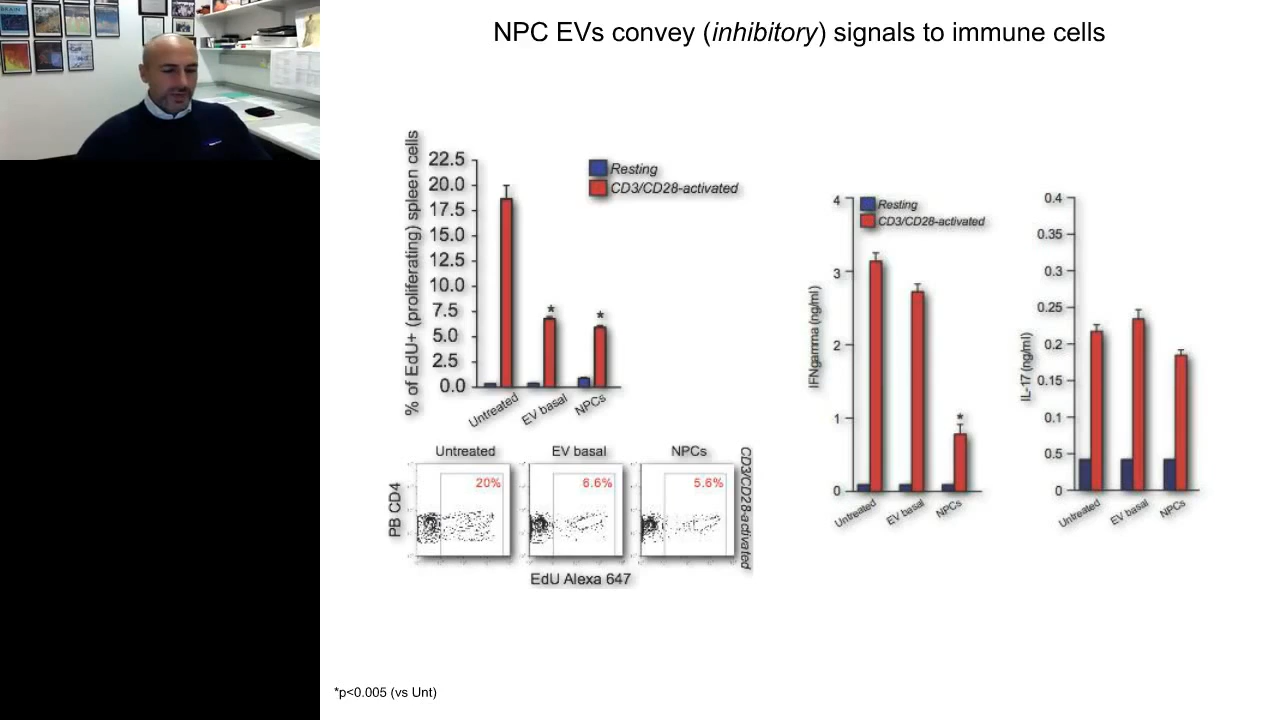 NPC EVs convey (inhibitory) signals to immune cells
% of EdU+ (proliferating) spleen cells
22.5
20.0
17.5
15.0
12.5
10.0
7.5
5.0
2.5
0.0
Resting
CD3/CD28-activated
*
*
Untreated
EV basal
NPCs
Untreated
EV basal
NPCs
PB CD4
20%
6.6%
5.6%
CD3/CD28-activated
EdU Alexa 647
IFNgamma (ng/ml)
4
3
2
1
0
Resting
CD3/CD28-activated
*
Untreated
EV basal
NPCs
IL-17 (ng/ml)
0.4
0.35
0.3
0.25
0.2
0.15
0.1
0.5
0
Untreated
EV basal
NPCs
*p<0.005 (vs Unt)